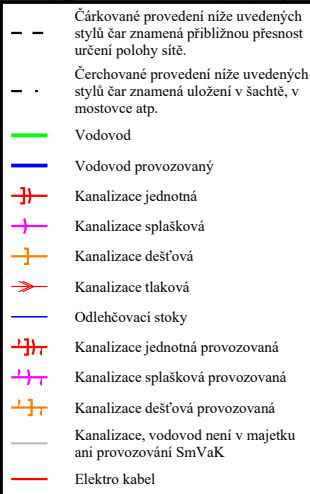 Čárkované provedení níže uvedených
stylů čar znamená přibližnou přesnost
určení polohy sítě.
Čerchované provedení níže uvedených
stylů čar znamená uložení v šachtě, v
mostovce atp.
Vodovod
Vodovod provozovaný
Kanalizace jednotná
Kanalizace splašková
Kanalizace dešťová
Kanalizace tlaková
Odlehčovací stoky
Kanalizace jednotná provozovaná
Kanalizace splašková provozovaná
Kanalizace dešťová provozovaná
Kanalizace, vodovod není v majetku
ani provozování SmVaK
Elektro kabel